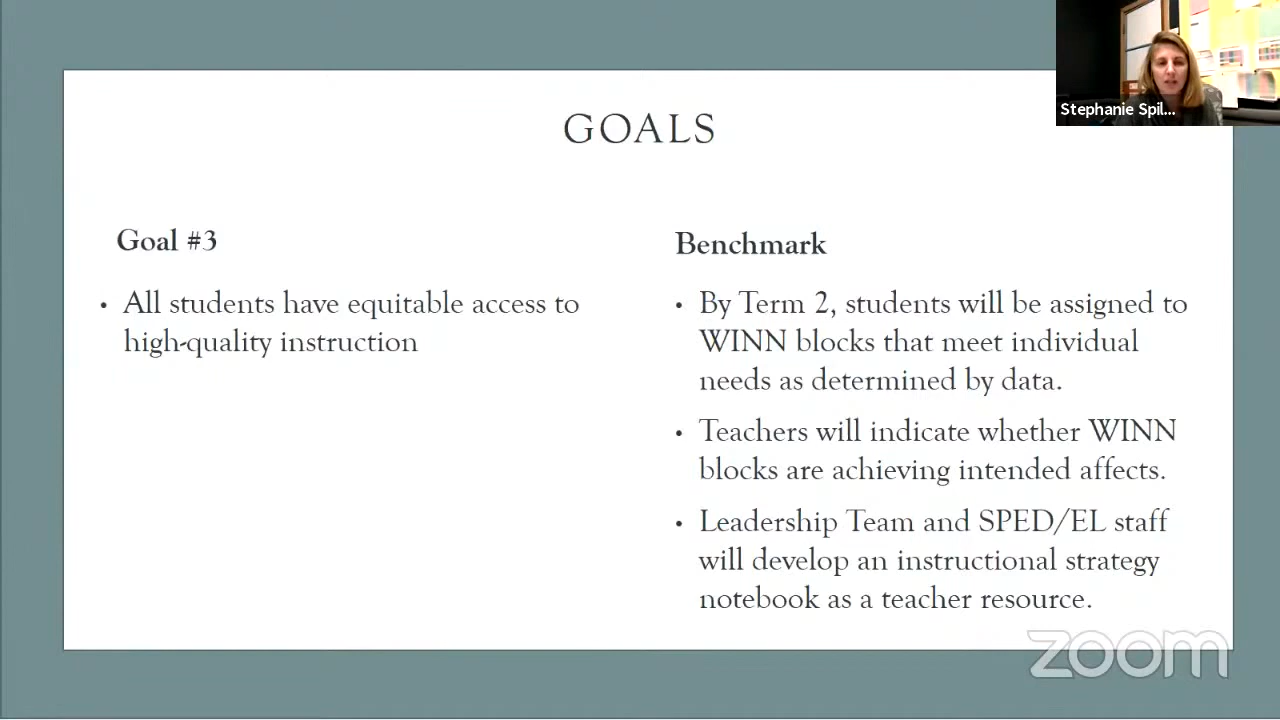 Stephanie Spil...
GOALS
Goal #3
• All students have equitable access to
high-quality instruction
Benchmark
• By Term 2, students will be assigned to
WINN blocks that meet individual
needs as determined by data.
• Teachers will indicate whether WINN
blocks are achieving intended affects.
• Leadership Team and SPED/EL staff
will develop an instructional strategy
notebook as a teacher resource.
zoom